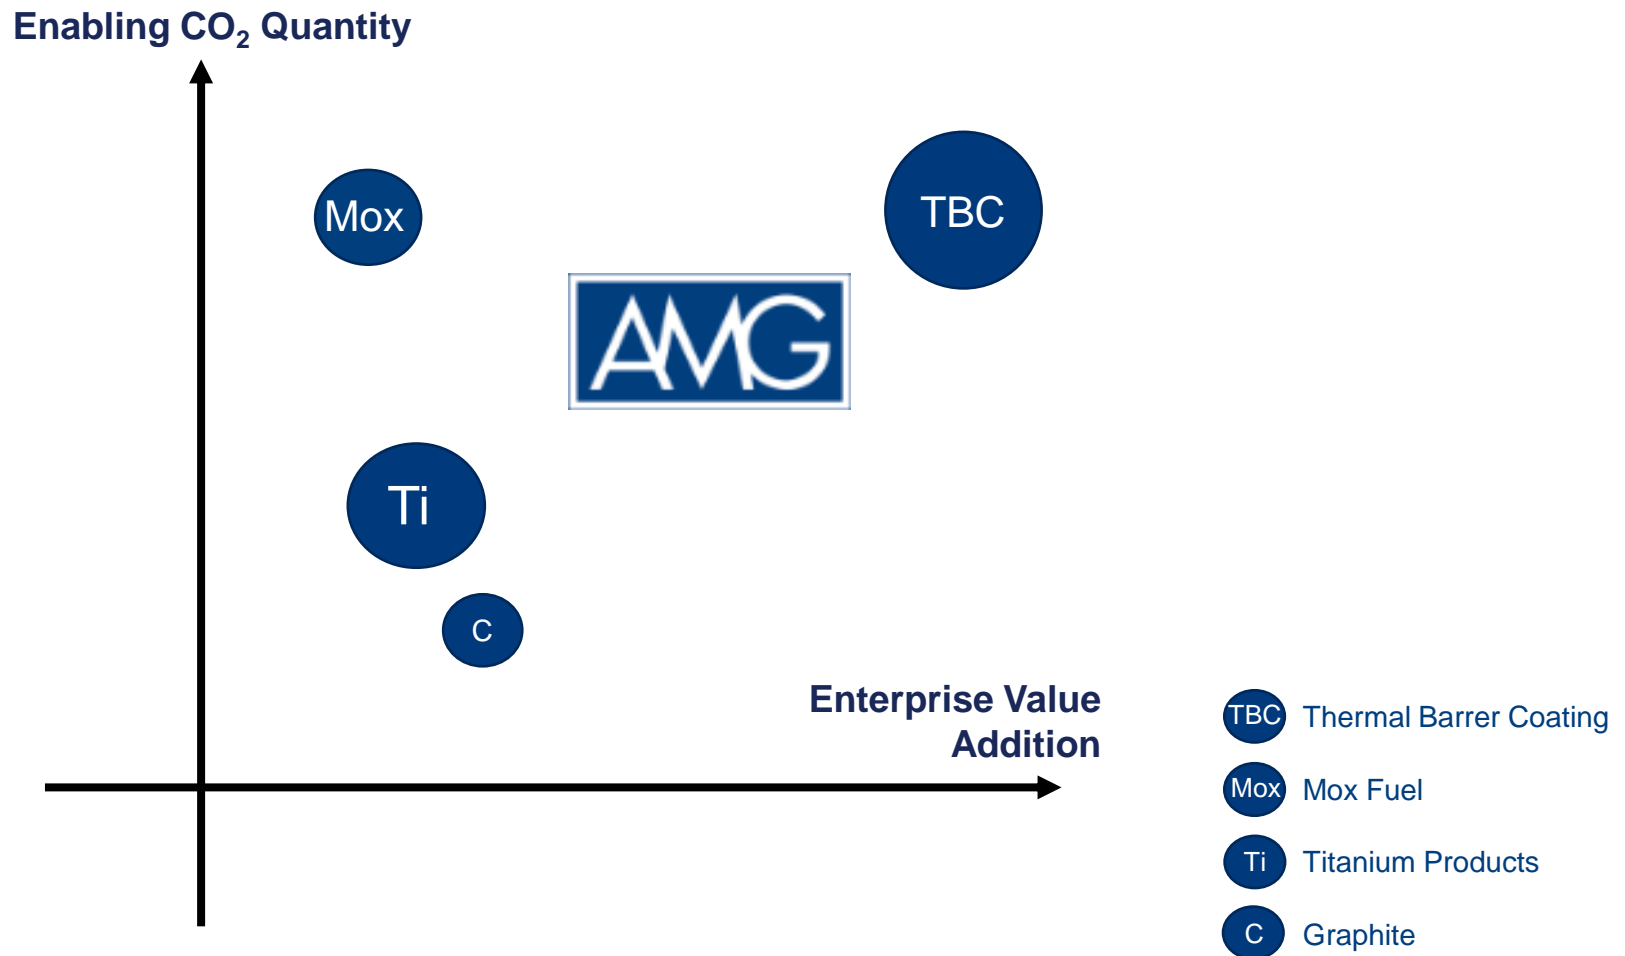 Enabling CO₂ Quantity
Mox
TBC
AMG
Ti
C
Enterprise Value
Addition
TBC Thermal Barrer Coating
Mox Mox Fuel
Ti Titanium Products
C Graphite